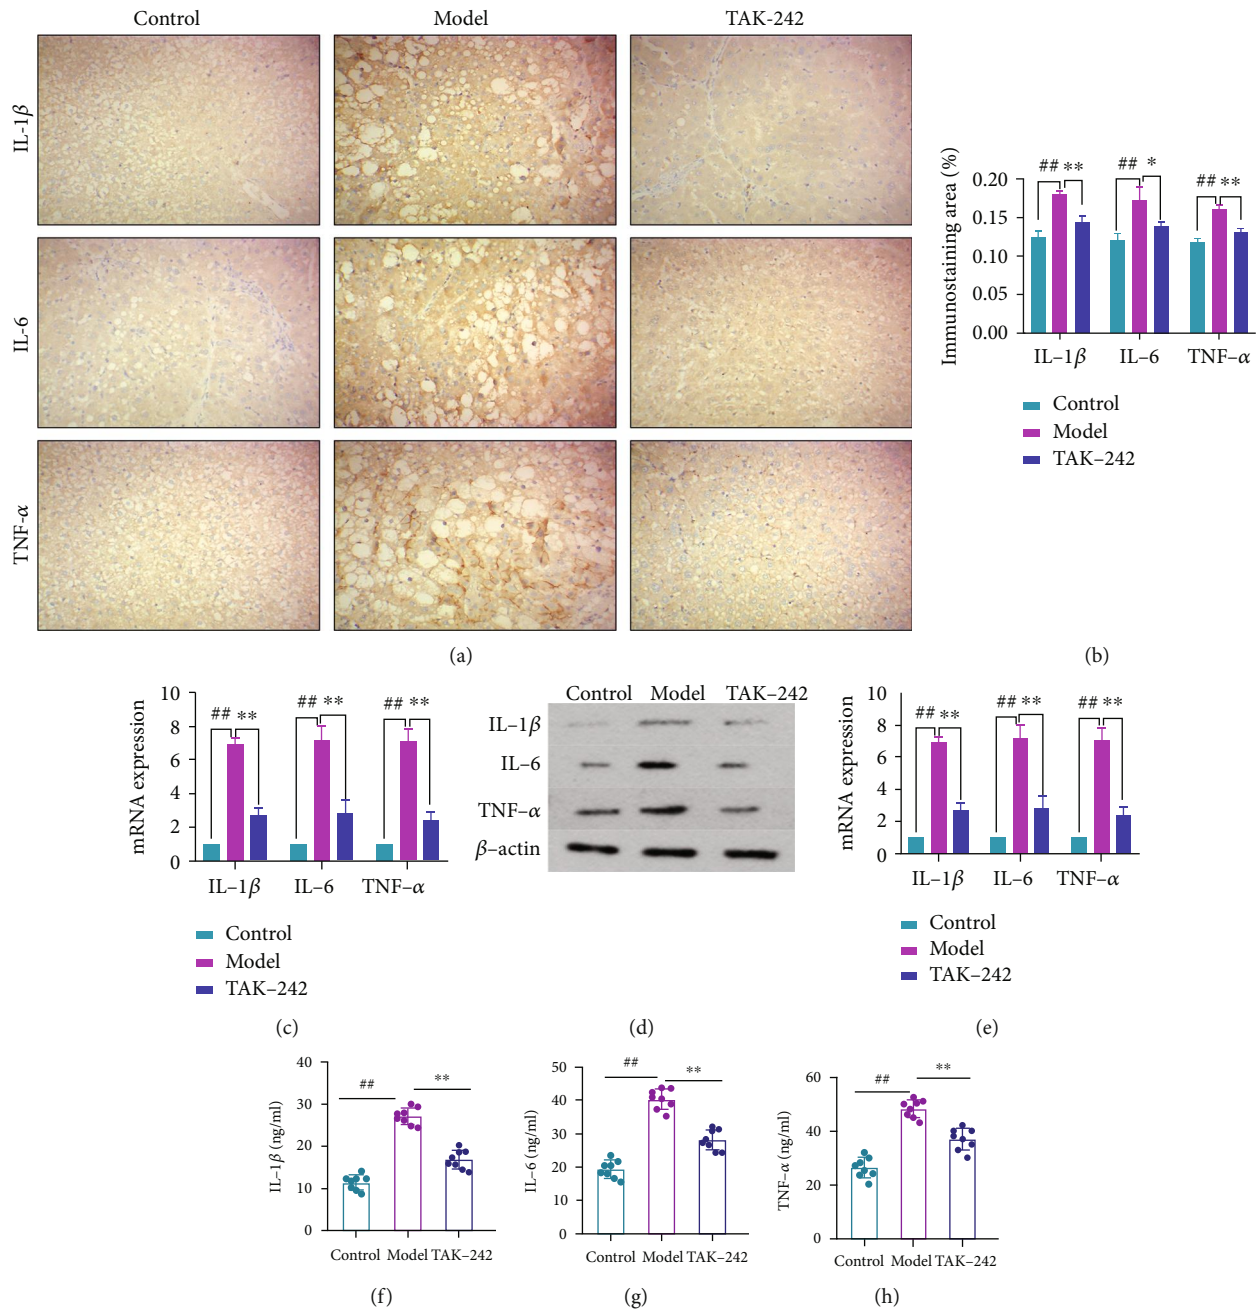 Control Model TAK-242
IL-1β
IL-6
TNF-α
(a)
Immunostaining area (%)
0.20
0.15
0.10
0.05
0.00
## ** ## * ## **
IL–1β IL–6 TNF–α
Control
Model
TAK–242
(b)
mRNA expression
10
8
6
4
2
0
## ** ## ** ## **
IL–1β IL–6 TNF–α
Control
Model
TAK–242
(c)
Control Model TAK–242
IL–1β
IL–6
TNF–α
β–actin
(d)
mRNA expression
10
8
6
4
2
0
## ** ## ** ## **
IL–1β IL–6 TNF–α
Control
Model
TAK–242
(e)
IL–1β (ng/ml)
40
30
20
10
0
## **
Control Model TAK–242
(f)
IL–6 (ng/ml)
50
40
30
20
10
0
## **
Control Model TAK–242
(g)
TNF–α (ng/ml)
60
40
20
0
## **
Control Model TAK–242
(h)